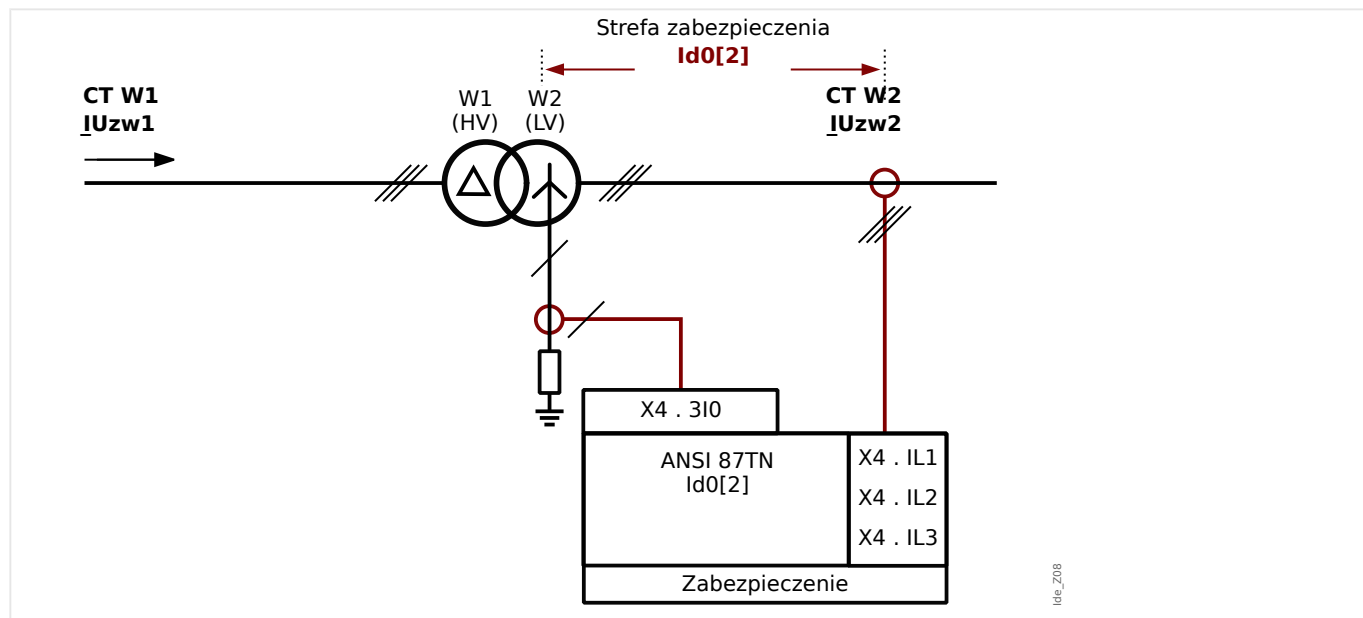 Strefa zabezpieczenia
Id0[2]
CT W1
IUzw1
W1
(HV)
W2
(LV)
CT W2
IUzw2
X4 . 3I0
ANSI 87TN
Id0[2]
X4 . IL1
X4 . IL2
X4 . IL3
Zabezpieczenie
Ide_Z08